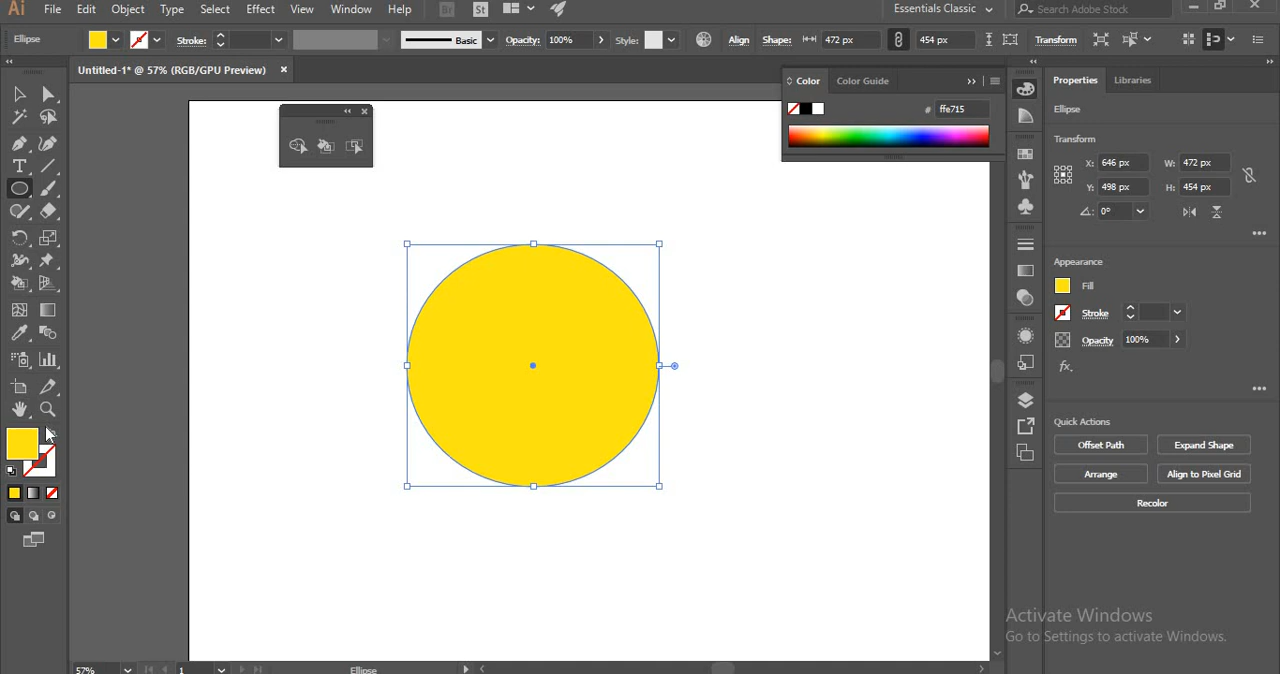 Ai File Edit Object Type Select Effect View Window Help Br St Essentials Classic Search Adobe Stock
Ellipse Stroke: Basic Opacity: 100% Style: Align Shape: 472 px 454 px Transform
Untitled-1* @ 57% (RGB/GPU Preview)
Color Color Guide
# ffe715
Properties Libraries
Ellipse
Transform
X: 646 px W: 472 px
Y: 498 px H: 454 px
0°
Appearance
Fill
Stroke
Opacity 100%
fx.
Quick Actions
Offset Path Expand Shape
Arrange Align to Pixel Grid
Recolor
Activate Windows
Go to Settings to activate Windows.
57% 1 Ellipse